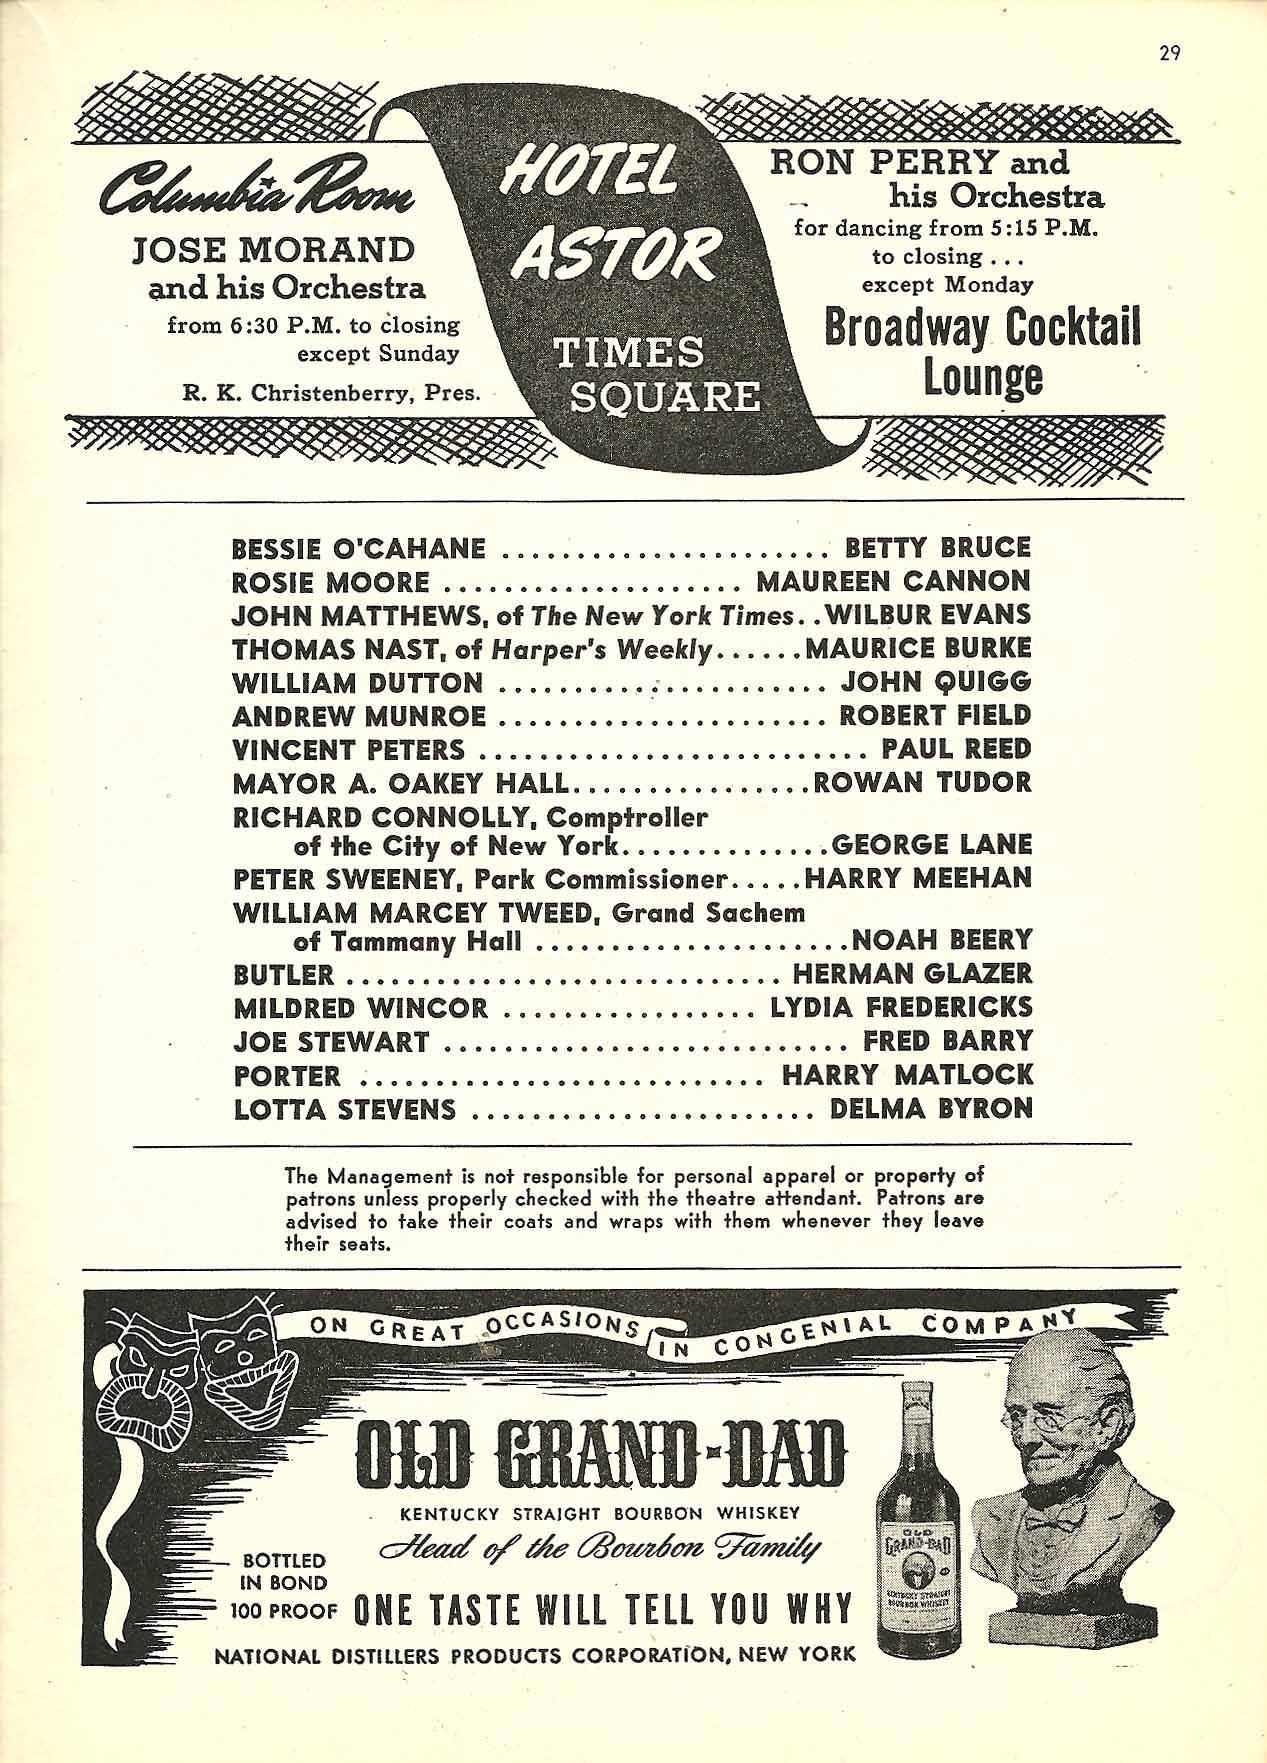 29
Columbia Room
JOSE MORAND
and his Orchestra
from 6:30 P.M. to closing
except Sunday
R. K. Christenberry, Pres.
HOTEL
ASTOR
TIMES
SQUARE
RON PERRY and
his Orchestra
for dancing from 5:15 P.M.
to closing . . .
except Monday
Broadway Cocktail
Lounge
BESSIE O'CAHANE ...................... BETTY BRUCE
ROSIE MOORE .................... MAUREEN CANNON
JOHN MATTHEWS, of The New York Times..WILBUR EVANS
THOMAS NAST, of Harper's Weekly......MAURICE BURKE
WILLIAM DUTTON ...................... JOHN QUIGG
ANDREW MUNROE ...................... ROBERT FIELD
VINCENT PETERS .......................... PAUL REED
MAYOR A. OAKEY HALL................ROWAN TUDOR
RICHARD CONNOLLY, Comptroller
of the City of New York..............GEORGE LANE
PETER SWEENEY, Park Commissioner.....HARRY MEEHAN
WILLIAM MARCEY TWEED, Grand Sachem
of Tammany Hall .....................NOAH BEERY
BUTLER ............................. HERMAN GLAZER
MILDRED WINCOR ................. LYDIA FREDERICKS
JOE STEWART ........................... FRED BARRY
PORTER ........................... HARRY MATLOCK
LOTTA STEVENS ....................... DELMA BYRON
The Management is not responsible for personal apparel or property of
patrons unless properly checked with the theatre attendant. Patrons are
advised to take their coats and wraps with them whenever they leave
their seats.
ON GREAT OCCASIONS IN CONGENIAL COMPANY
OLD GRAND-DAD
KENTUCKY STRAIGHT BOURBON WHISKEY
Head of the Bourbon Family
BOTTLED
IN BOND
100 PROOF
ONE TASTE WILL TELL YOU WHY
NATIONAL DISTILLERS PRODUCTS CORPORATION, NEW YORK
OLD
GRAND-DAD
KENTUCKY STRAIGHT
BOURBON WHISKEY